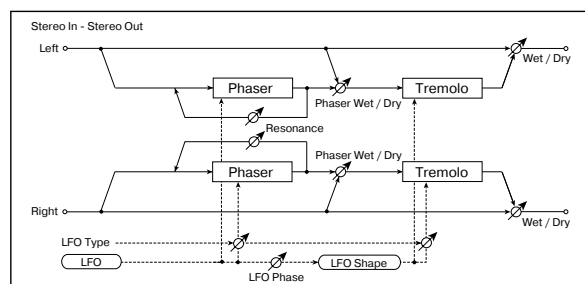 Stereo In - Stereo Out
Left
Wet / Dry
Phaser
Tremolo
Phaser Wet / Dry
Resonance
Phaser Wet / Dry
Phaser
Tremolo
Right
Wet / Dry
LFO Type
LFO
LFO Phase
LFO Shape